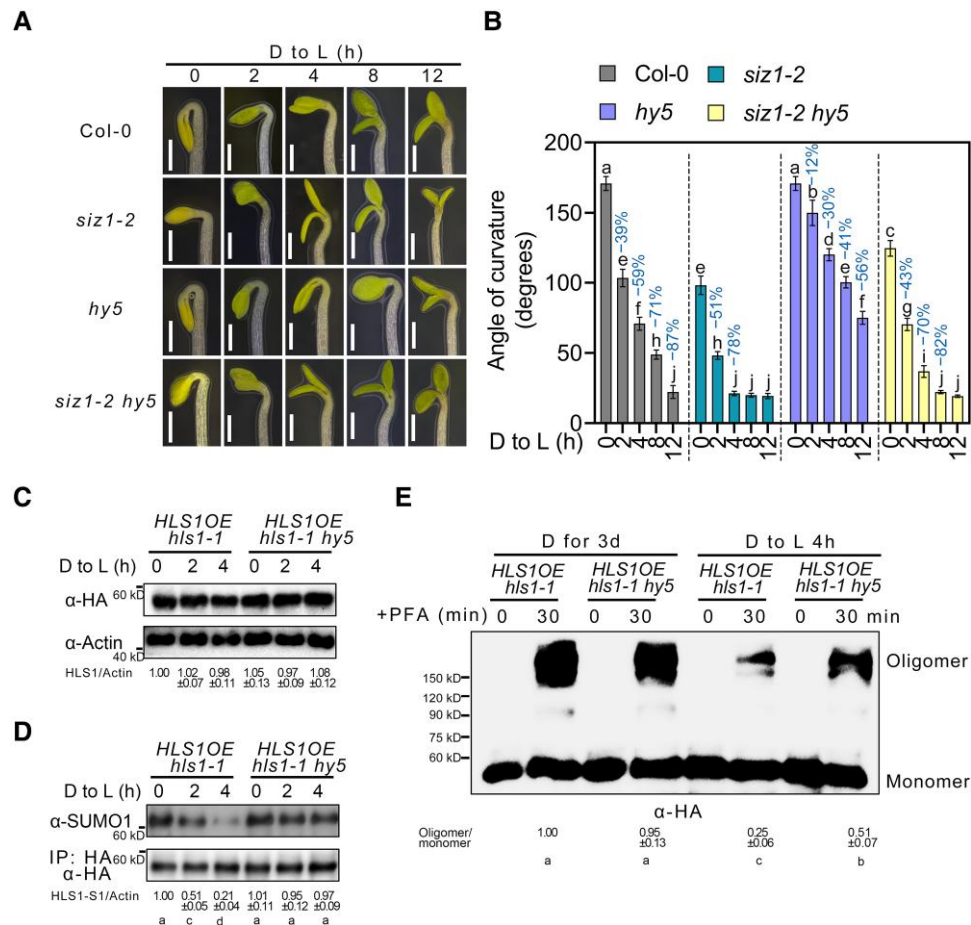 A
D to L (h)
0 2 4 8 12
Col-0
siz1-2
hy5
siz1-2 hy5
B
Col-0 siz1-2
hy5 siz1-2 hy5
Angle of curvature
(degrees)
200
150
100
50
0
a e f h j
−39% −59% −71% −87%
e h j j j
−51% −78%
a b d e f
−12% −30% −41% −56%
c g i j j
−43% −70% −82%
D to L (h) 0 2 4 8 12 0 2 4 8 12 0 2 4 8 12 0 2 4 8 12
C
HLS1OE HLS1OE
hls1-1 hls1-1 hy5
D to L (h) 0 2 4 0 2 4
α-HA 60 kD
α-Actin
40 kD
HLS1/Actin 1.00 1.02 0.98 1.05 0.97 1.08
±0.07 ±0.11 ±0.13 ±0.09 ±0.12
D
HLS1OE HLS1OE
hls1-1 hls1-1 hy5
D to L (h) 0 2 4 0 2 4
α-SUMO1
60 kD
IP: HA 60 kD
α-HA
HLS1-S1/Actin 1.00 0.51 0.21 1.01 0.95 0.97
±0.05 ±0.04 ±0.11 ±0.12 ±0.09
a c d a a a
E
D for 3d D to L 4h
HLS1OE HLS1OE HLS1OE HLS1OE
hls1-1 hls1-1 hy5 hls1-1 hls1-1 hy5
+PFA (min) 0 30 0 30 0 30 0 30 min
Oligomer
150 kD
120 kD
90 kD
75 kD
60 kD
Monomer
α-HA
Oligomer/ 1.00 0.95 0.25 0.51
monomer ±0.13 ±0.06 ±0.07
a a c b